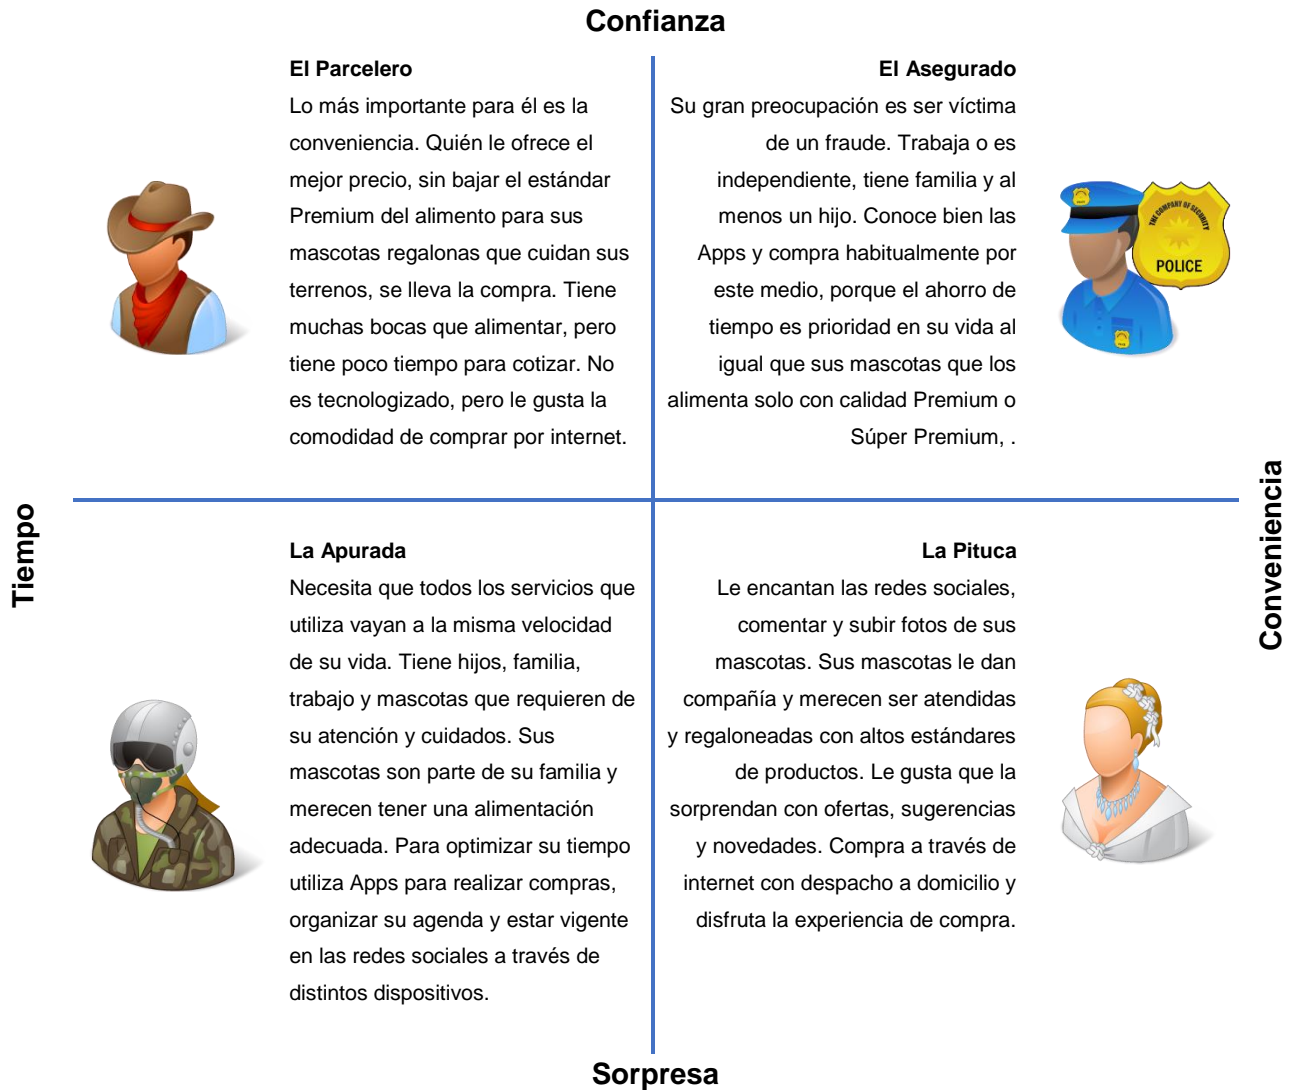 Confianza
El Parcelero
Lo más importante para él es la
conveniencia. Quién le ofrece el
mejor precio, sin bajar el estándar
Premium del alimento para sus
mascotas regalonas que cuidan sus
terrenos, se lleva la compra. Tiene
muchas bocas que alimentar, pero
tiene poco tiempo para cotizar. No
es tecnologizado, pero le gusta la
comodidad de comprar por internet.
El Asegurado
Su gran preocupación es ser víctima
de un fraude. Trabaja o es
independiente, tiene familia y al
menos un hijo. Conoce bien las
Apps y compra habitualmente por
este medio, porque el ahorro de
tiempo es prioridad en su vida al
igual que sus mascotas que los
alimenta solo con calidad Premium o
Súper Premium, .
THE COMPANY OF SECURITY
POLICE
Tiempo
Conveniencia
La Apurada
Necesita que todos los servicios que
utiliza vayan a la misma velocidad
de su vida. Tiene hijos, familia,
trabajo y mascotas que requieren de
su atención y cuidados. Sus
mascotas son parte de su familia y
merecen tener una alimentación
adecuada. Para optimizar su tiempo
utiliza Apps para realizar compras,
organizar su agenda y estar vigente
en las redes sociales a través de
distintos dispositivos.
La Pituca
Le encantan las redes sociales,
comentar y subir fotos de sus
mascotas. Sus mascotas le dan
compañía y merecen ser atendidas
y regaloneadas con altos estándares
de productos. Le gusta que la
sorprendan con ofertas, sugerencias
y novedades. Compra a través de
internet con despacho a domicilio y
disfruta la experiencia de compra.
Sorpresa